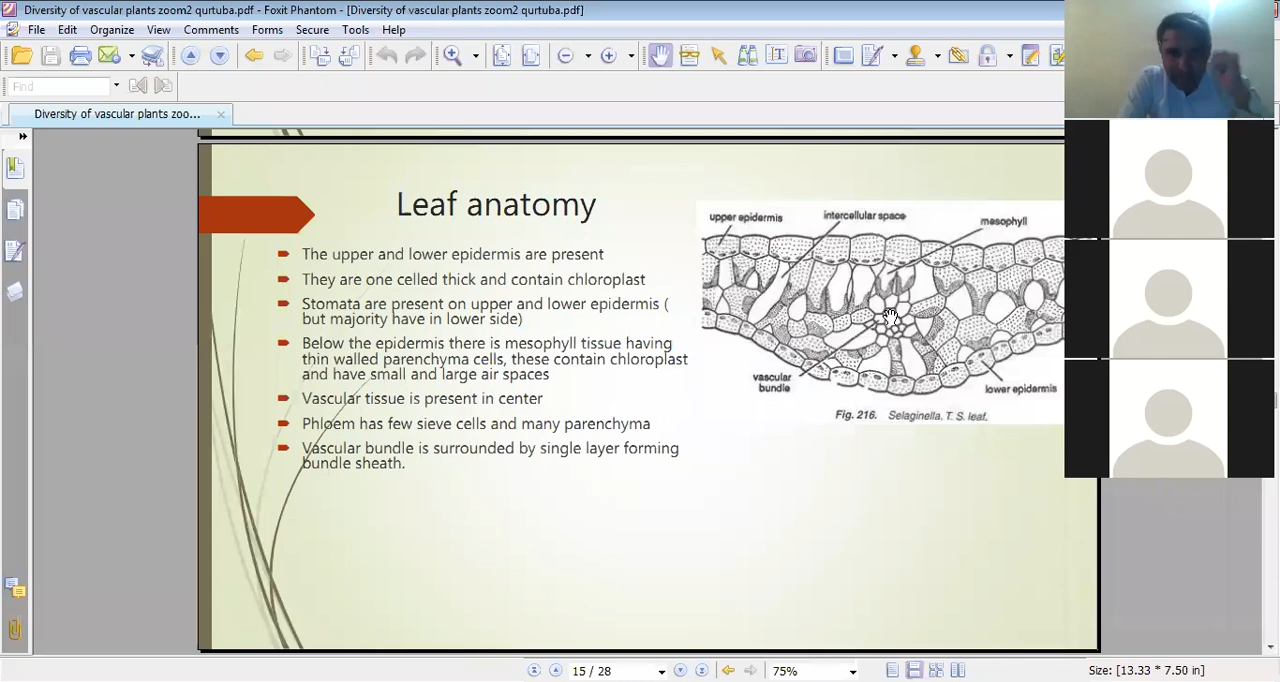 Diversity of vascular plants zoom2 qurtuba.pdf - Foxit Phantom - [Diversity of vascular plants zoom2 qurtuba.pdf]
File Edit View Organize View Comments Forms Secure Tools Help
Find
Diversity of vascular plants zoo...
Leaf anatomy
The upper and lower epidermis are present
They are one celled thick and contain chloroplast
Stomata are present on upper and lower epidermis (
but majority have in lower side)
Below the epidermis there is mesophyll tissue having
thin walled parenchyma cells, these contain chloroplast
and have small and large air spaces
Vascular tissue is present in center
Phloem has few sieve cells and many parenchyma
Vascular bundle is surrounded by single layer forming
bundle sheath.
upper epidermis
intercellular space
mesophyll
vascular
bundle
lower epidermis
Fig. 216. Selaginella. T. S. leaf.
15 / 28
75%
Size: [13.33 * 7.50 in]